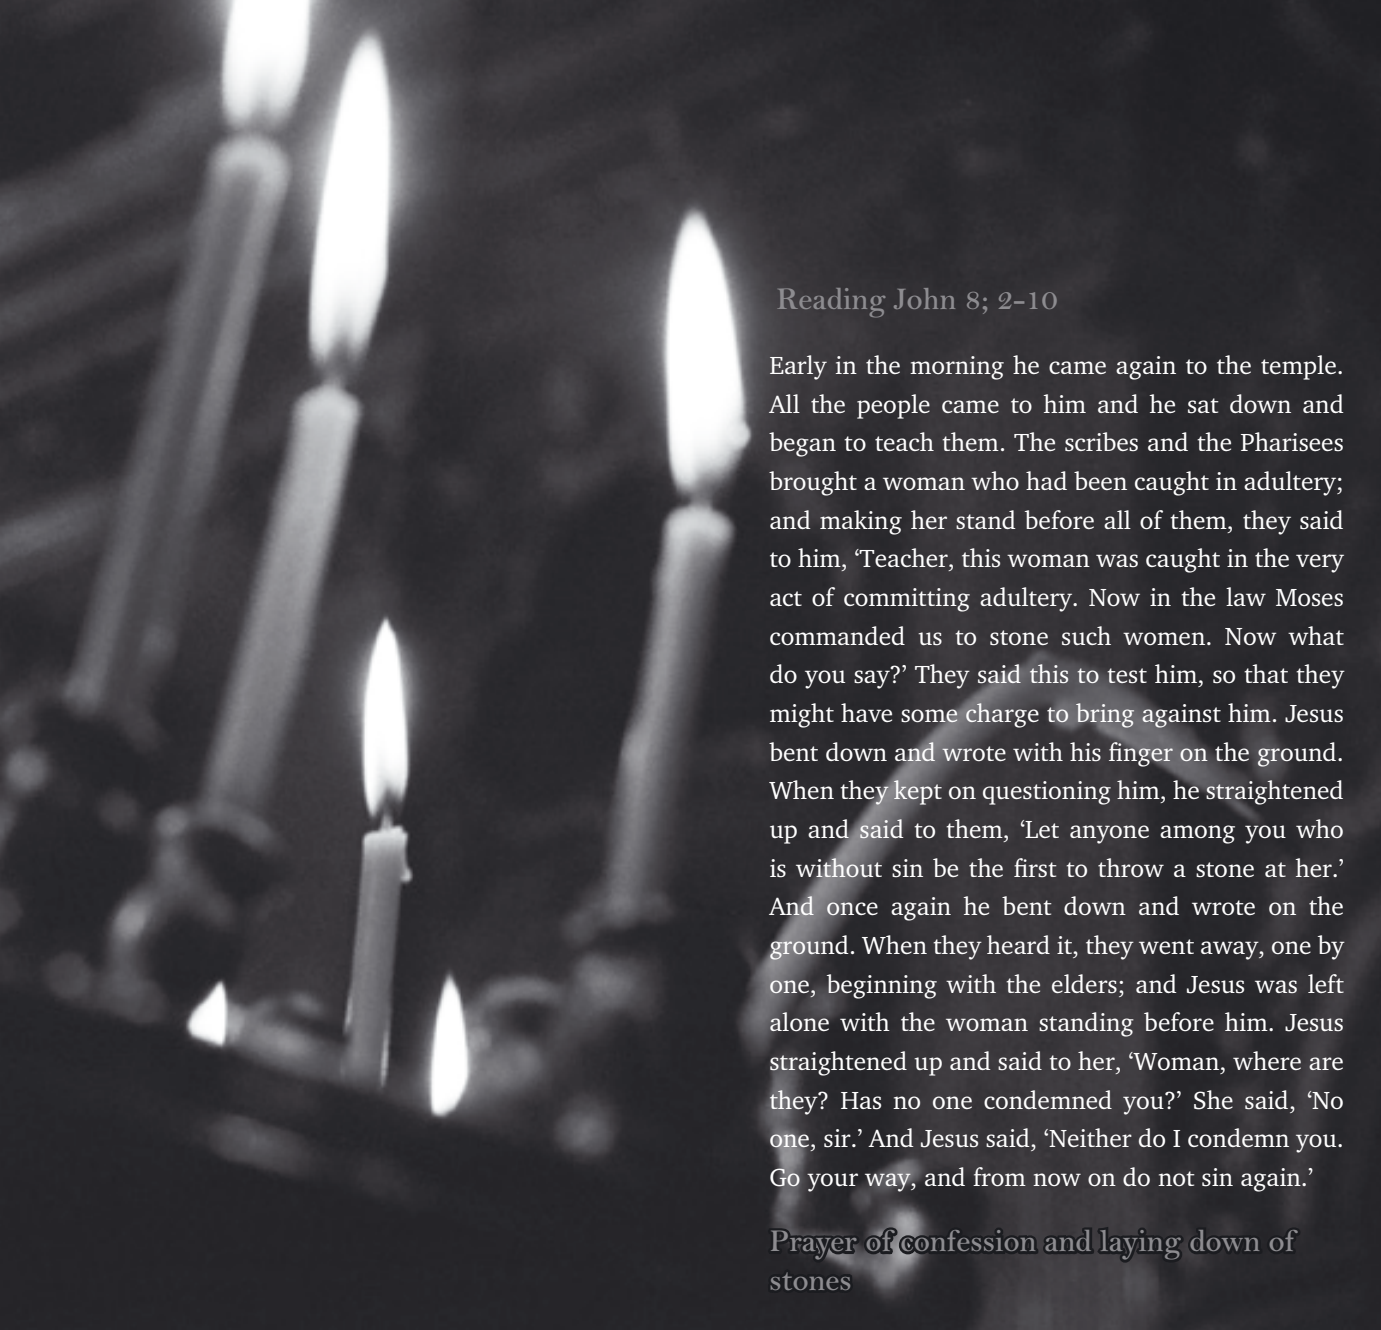 Reading John 8; 2-10
Early in the morning he came again to the temple.
All the people came to him and he sat down and
began to teach them. The scribes and the Pharisees
brought a woman who had been caught in adultery;
and making her stand before all of them, they said
to him, ‘Teacher, this woman was caught in the very
act of committing adultery. Now in the law Moses
commanded us to stone such women. Now what
do you say?’ They said this to test him, so that they
might have some charge to bring against him. Jesus
bent down and wrote with his finger on the ground.
When they kept on questioning him, he straightened
up and said to them, ‘Let anyone among you who
is without sin be the first to throw a stone at her.’
And once again he bent down and wrote on the
ground. When they heard it, they went away, one by
one, beginning with the elders; and Jesus was left
alone with the woman standing before him. Jesus
straightened up and said to her, ‘Woman, where are
they? Has no one condemned you?’ She said, ‘No
one, sir.’ And Jesus said, ‘Neither do I condemn you.
Go your way, and from now on do not sin again.’
Prayer of confession and laying down of
stones